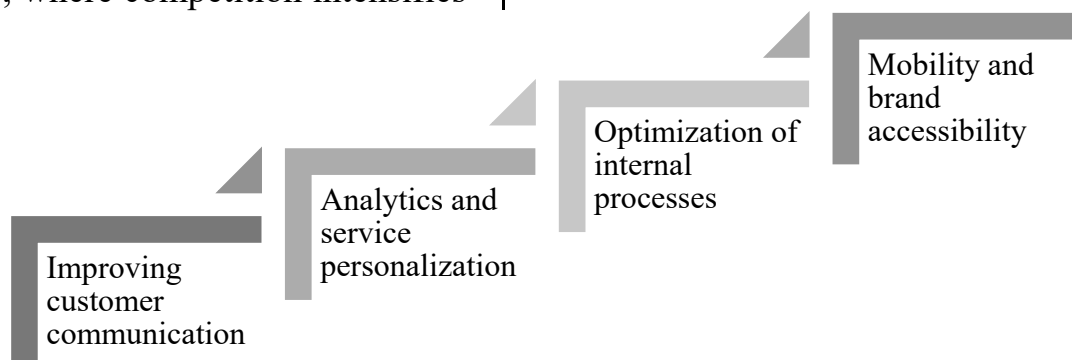 , where competition intensifies
Improving
customer
communication
Analytics and
service
personalization
Optimization of
internal
processes
Mobility and
brand
accessibility